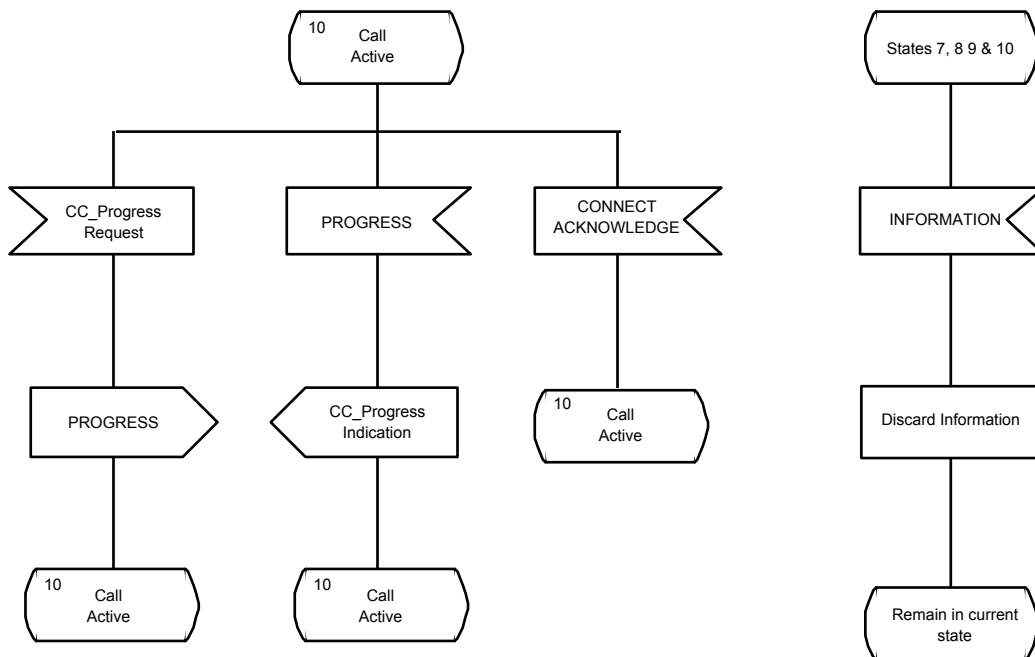 10
Call
Active
States 7, 8 9 & 10
CC_Progress
Request
PROGRESS
CONNECT
ACKNOWLEDGE
INFORMATION
PROGRESS
CC_Progress
Indication
10
Call
Active
Discard Information
10
Call
Active
10
Call
Active
Remain in current
state